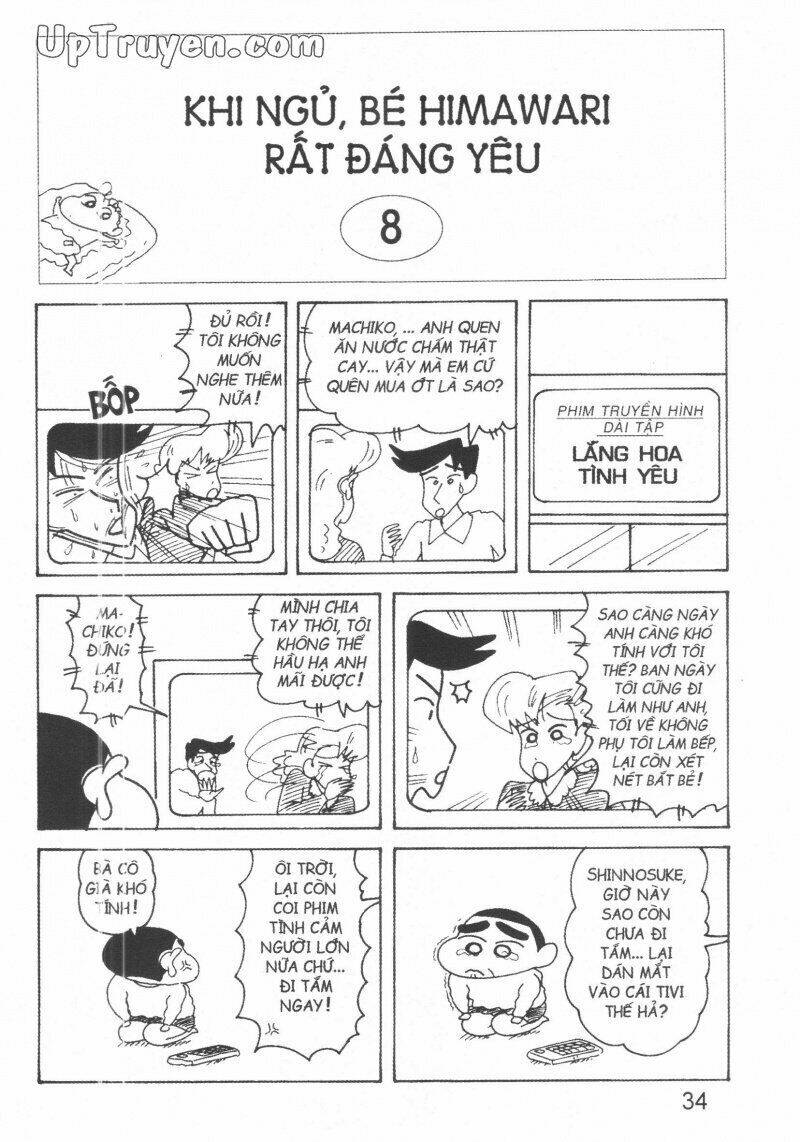 UpTruyen.com
KHI NGỦ, BÉ HIMAWARI
RẤT ĐÁNG YÊU
8
PHIM TRUYỀN HÌNH
DÀI TẬP
LẴNG HOA
TÌNH YÊU
MACHIKO, ... ANH QUEN
ĂN NƯỚC CHẤM THẬT
CAY... VẬY MÀ EM CỨ
QUÊN MUA ỚT LÀ SAO?
ĐỦ RỒI!
TÔI KHÔNG
MUỐN
NGHE THÊM
NỮA!
BỐP
SAO CÀNG NGÀY
ANH CÀNG KHÓ
TÍNH VỚI TÔI
THẾ? BAN NGÀY
TÔI CŨNG ĐI
LÀM NHƯ ANH,
TỐI VỀ KHÔNG
PHỤ TÔI LÀM BẾP,
LẠI CÒN XÉT
NÉT BẮT BẺ!
MÌNH CHIA
TAY THÔI, TÔI
KHÔNG THỂ
HẦU HẠ ANH
MÃI ĐƯỢC!
MA-
CHIKO!
ĐỪNG
LẠI
ĐÃ!
SHINNOSUKE,
GIỜ NÀY
SAO CÒN
CHƯA ĐI
TẮM... LẠI
DÁN MẮT
VÀO CÁI TIVI
THẾ HẢ?
ÔI TRỜI,
LẠI CÒN
COI PHIM
TÌNH CẢM
NGƯỜI LỚN
NỮA CHỨ...
ĐI TẮM
NGAY!
BÀ CÔ
GIÀ KHÓ
TÍNH!
34